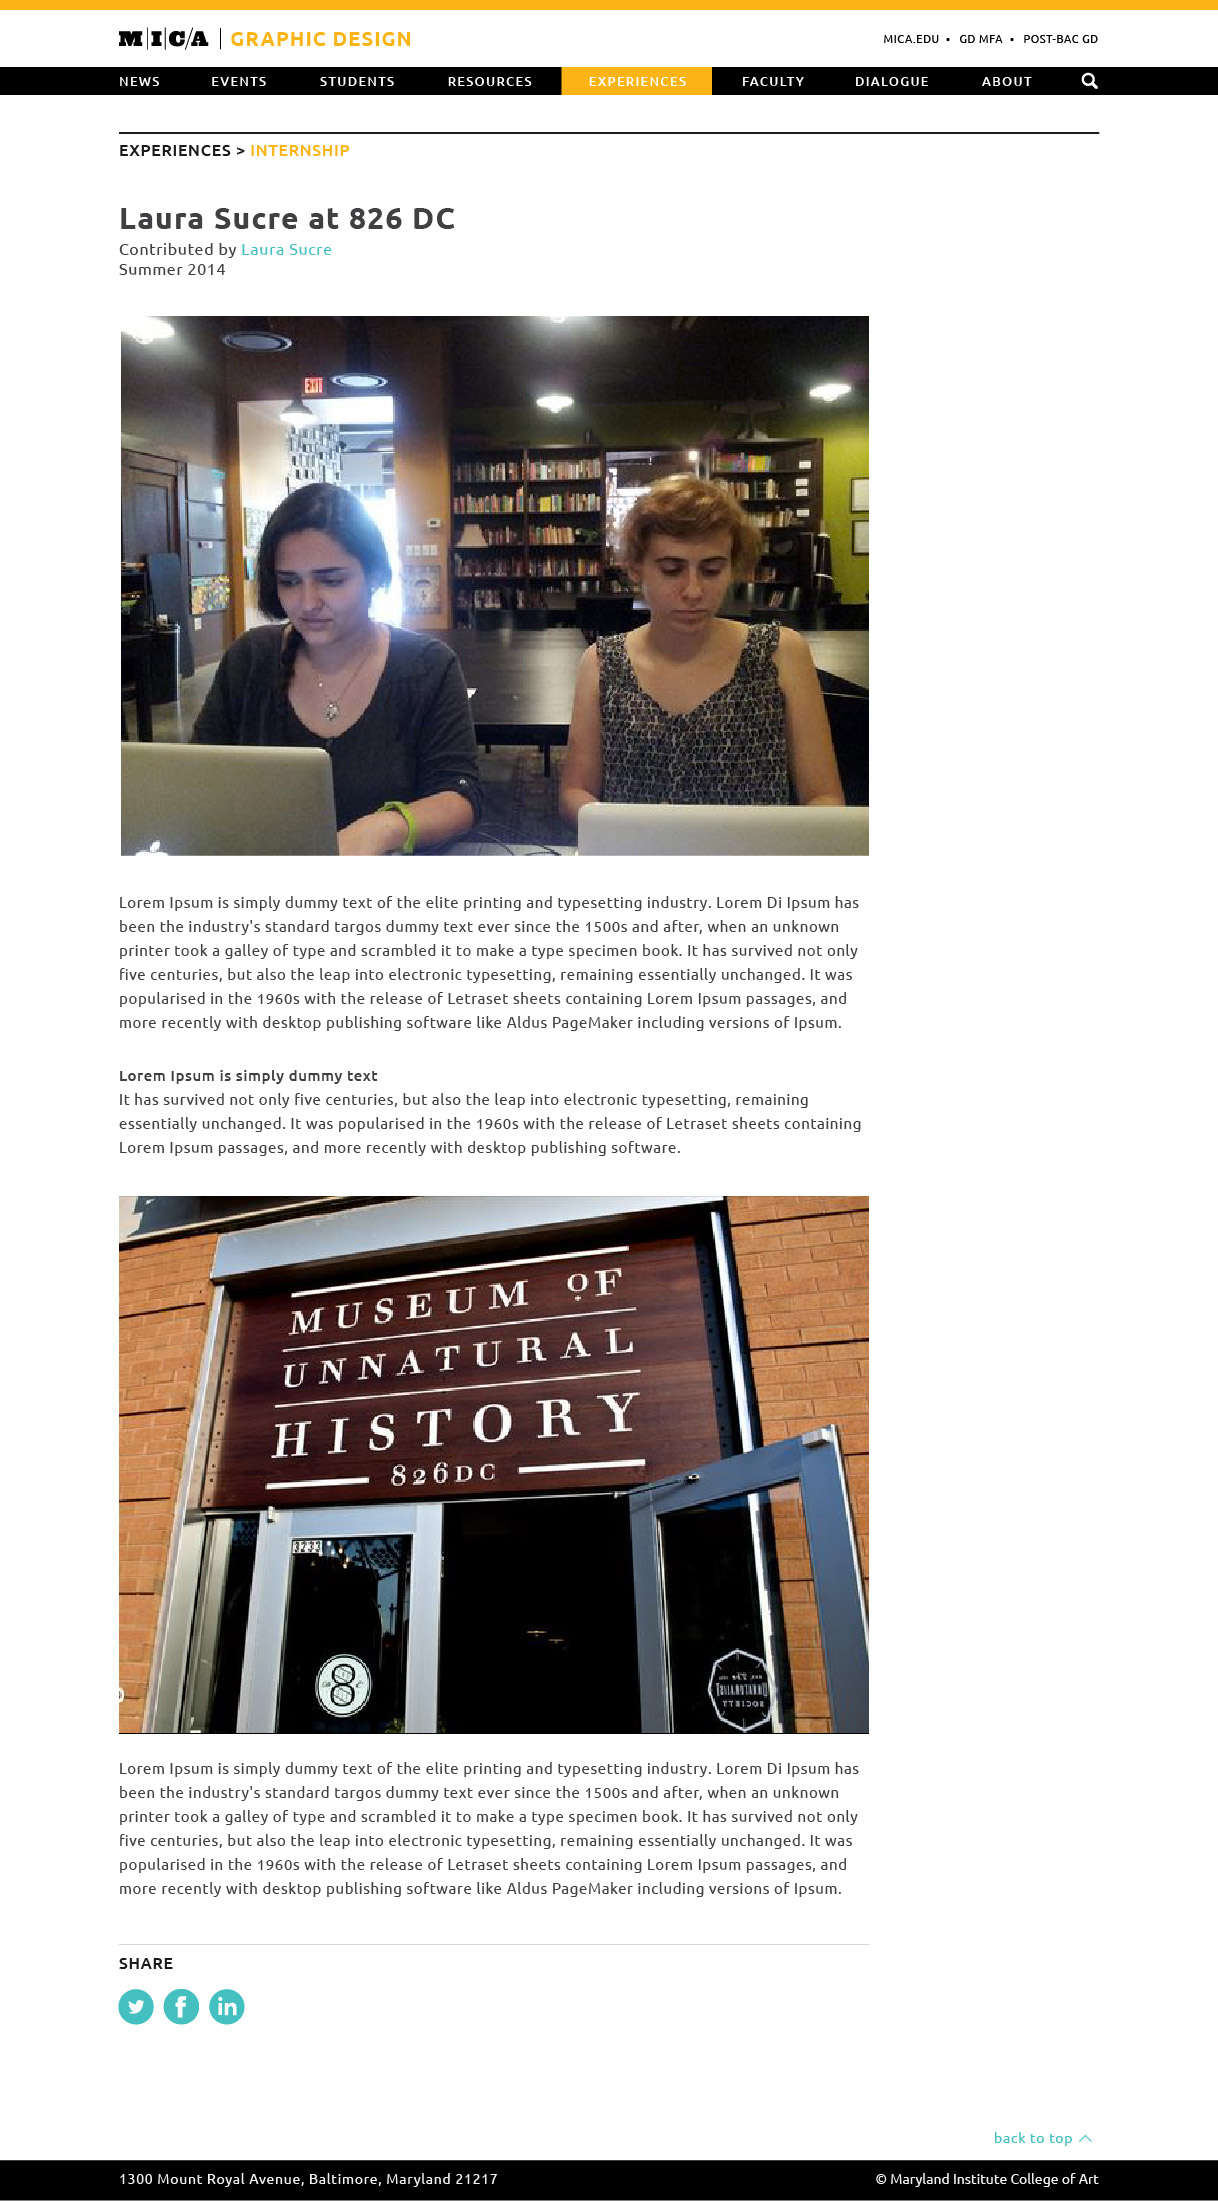 MICA GRAPHIC DESIGN
MICA.EDU • GD MFA • POST-BAC GD
NEWS EVENTS STUDENTS RESOURCES EXPERIENCES FACULTY DIALOGUE ABOUT
EXPERIENCES > INTERNSHIP
Laura Sucre at 826 DC
Contributed by Laura Sucre
Summer 2014
EXIT
Lorem Ipsum is simply dummy text of the elite printing and typesetting industry. Lorem Di Ipsum has
been the industry's standard targos dummy text ever since the 1500s and after, when an unknown
printer took a galley of type and scrambled it to make a type specimen book. It has survived not only
five centuries, but also the leap into electronic typesetting, remaining essentially unchanged. It was
popularised in the 1960s with the release of Letraset sheets containing Lorem Ipsum passages, and
more recently with desktop publishing software like Aldus PageMaker including versions of Ipsum.
Lorem Ipsum is simply dummy text
It has survived not only five centuries, but also the leap into electronic typesetting, remaining
essentially unchanged. It was popularised in the 1960s with the release of Letraset sheets containing
Lorem Ipsum passages, and more recently with desktop publishing software.
MUSEUM OF
UNNATURAL
HISTORY
826DC
3233
8
SOCIETY
Lorem Ipsum is simply dummy text of the elite printing and typesetting industry. Lorem Di Ipsum has
been the industry's standard targos dummy text ever since the 1500s and after, when an unknown
printer took a galley of type and scrambled it to make a type specimen book. It has survived not only
five centuries, but also the leap into electronic typesetting, remaining essentially unchanged. It was
popularised in the 1960s with the release of Letraset sheets containing Lorem Ipsum passages, and
more recently with desktop publishing software like Aldus PageMaker including versions of Ipsum.
SHARE
back to top
1300 Mount Royal Avenue, Baltimore, Maryland 21217
© Maryland Institute College of Art